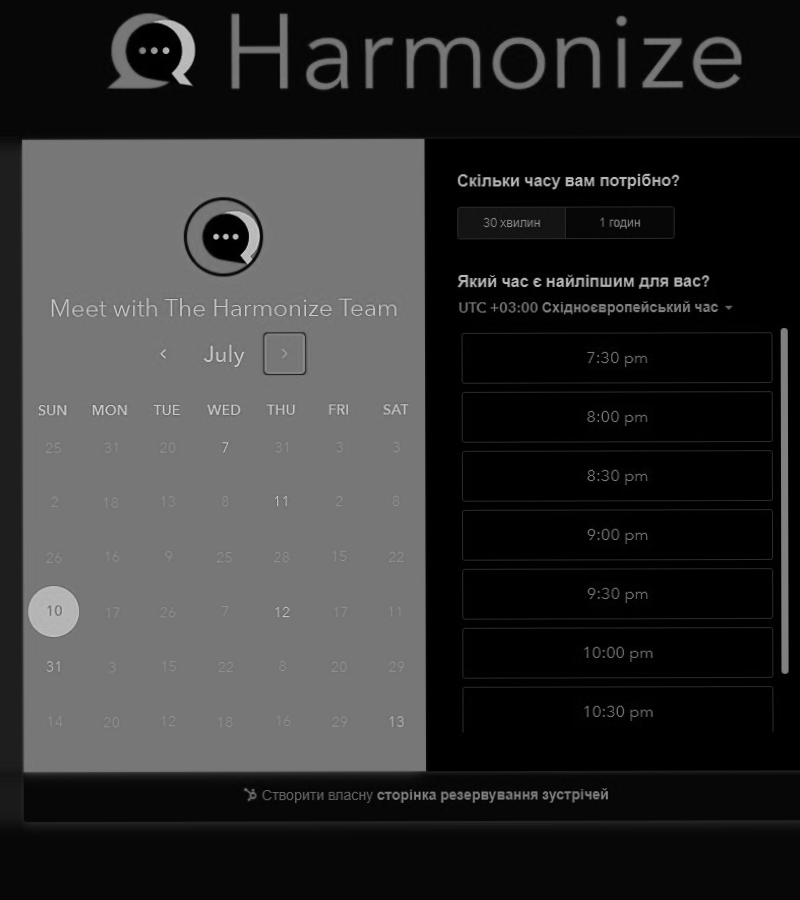 Harmonize
Meet with The Harmonize Team
July
SUN MON TUE WED THU FRI SAT
25 31 20 7 31 3 3
2 18 13 8 11 2 8
26 16 9 25 28 15 22
10 17 26 7 12 17 11
31 3 15 22 8 20 29
14 20 12 18 16 29 13
Скільки часу вам потрібно?
30 хвилин 1 годин
Який час є найліпшим для вас?
UTC +03:00 Східноєвропейський час
7:30 pm
8:00 pm
8:30 pm
9:00 pm
9:30 pm
10:00 pm
10:30 pm
Створити власну сторінка резервування зустрічей